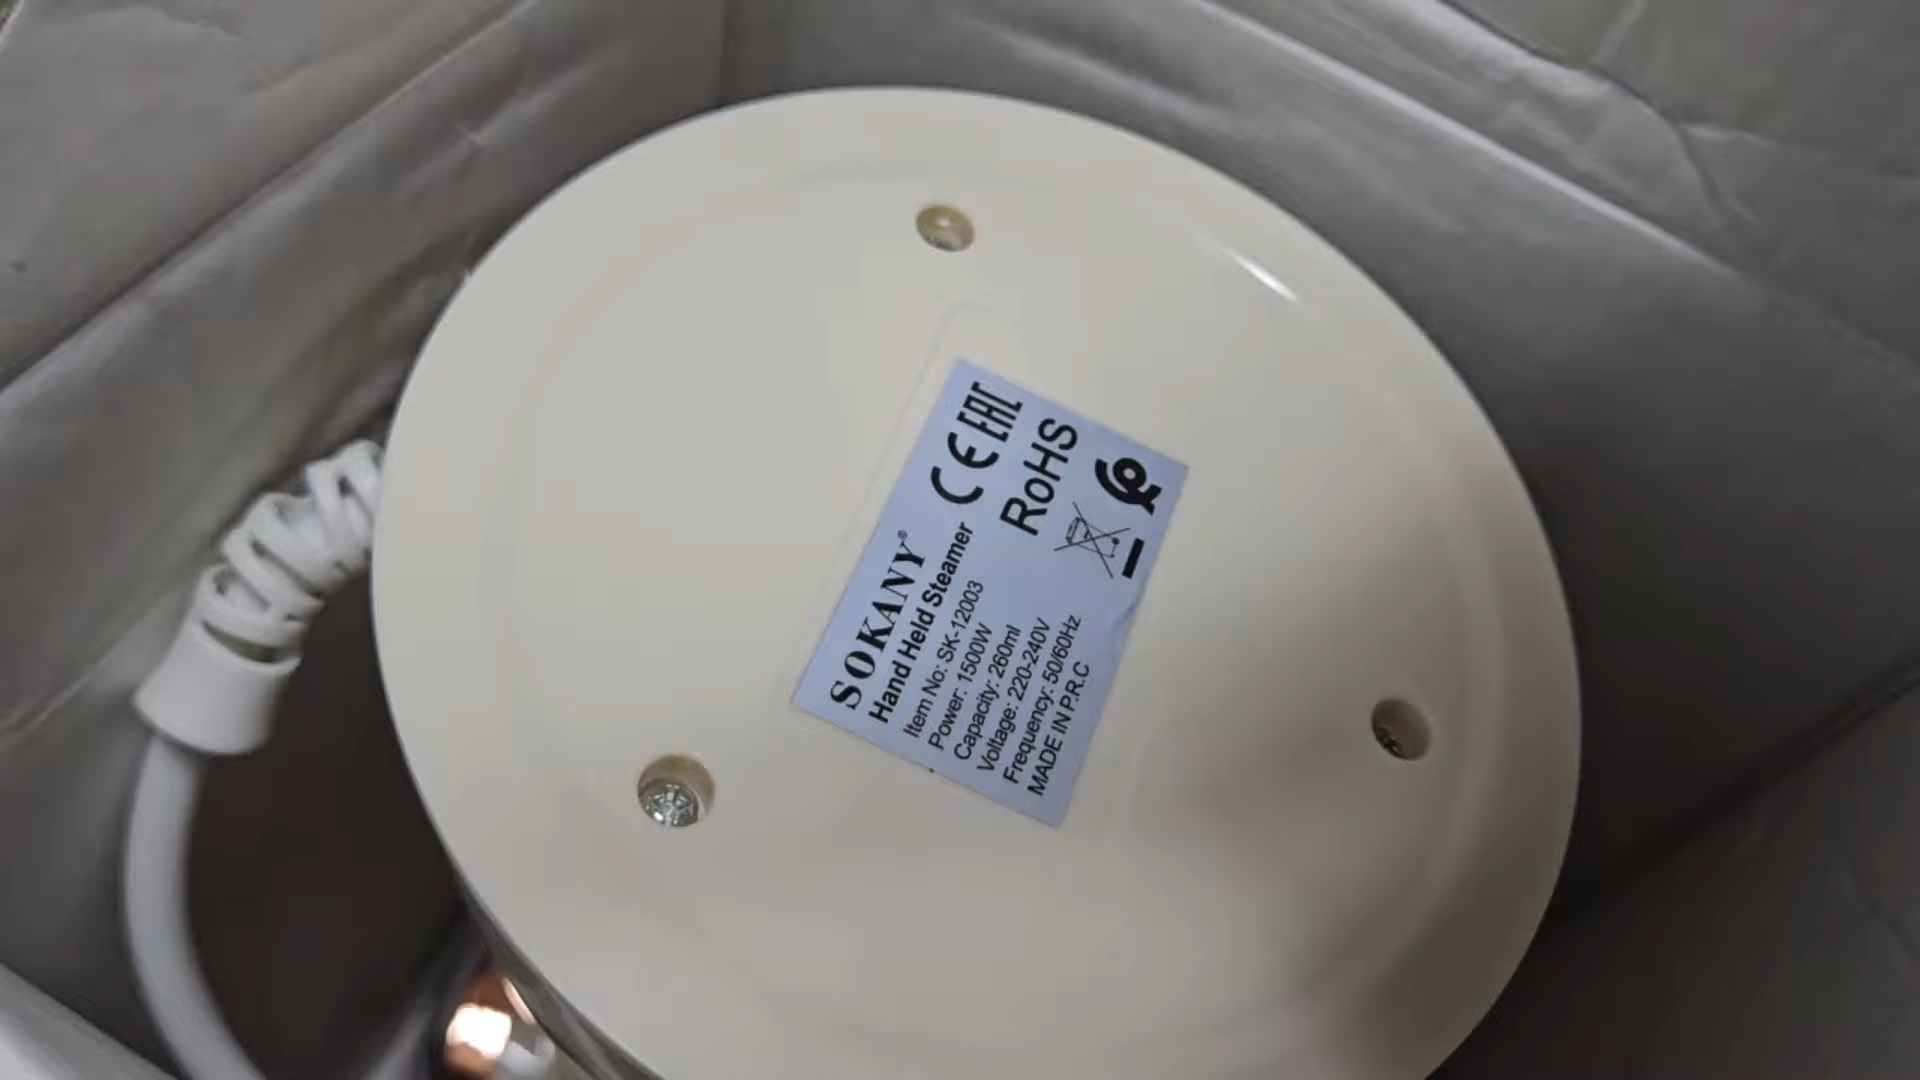 SOKANY®
Hand Held Steamer
Item No: SK-12003
Power: 1500W
Capacity: 260ml
Voltage: 220-240V
Frequency: 50/60Hz
MADE IN P.R.C
CE EAC
RoHS